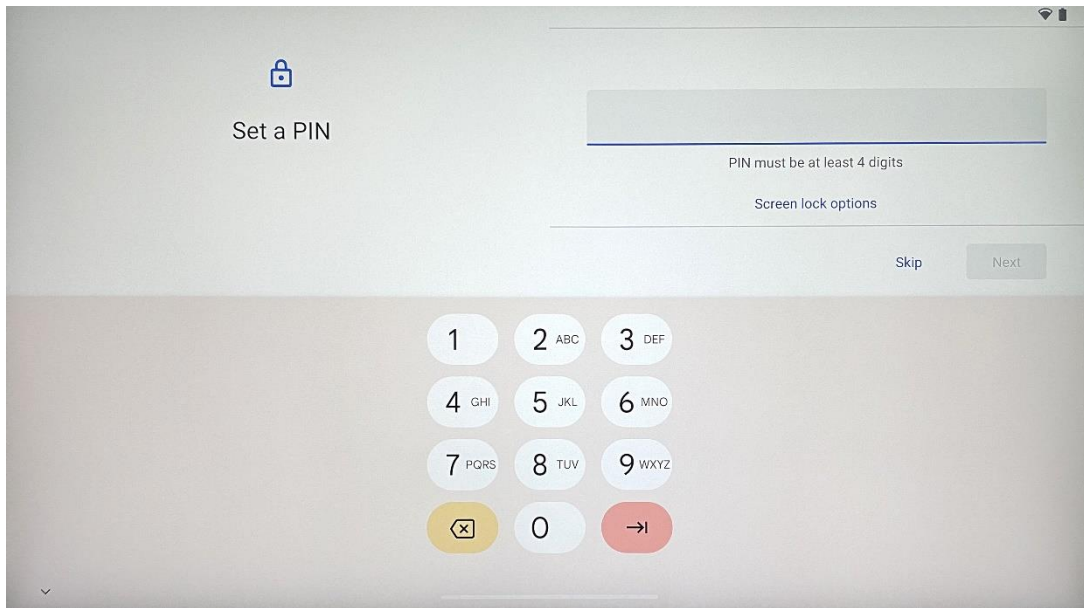 Set a PIN
PIN must be at least 4 digits
Screen lock options
Skip
Next
1
2 ABC
3 DEF
4 GHI
5 JKL
6 MNO
7 PQRS
8 TUV
9 WXYZ
0